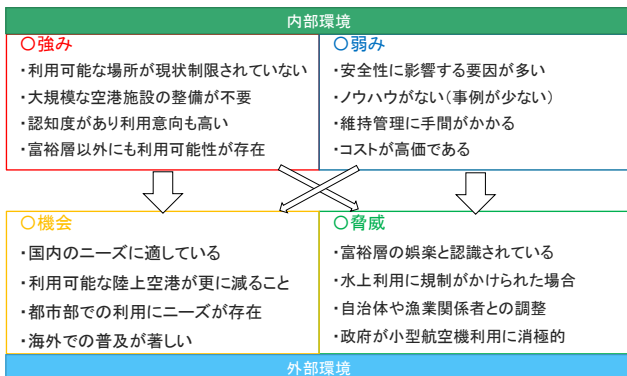 内部環境
〇強み
・利用可能な場所が現状制限されていない
・大規模な空港施設の整備が不要
・認知度があり利用意向も高い
・富裕層以外にも利用可能性が存在
〇弱み
・安全性に影響する要因が多い
・ノウハウがない(事例が少ない)
・維持管理に手間がかかる
・コストが高価である
〇機会
・国内のニーズに適している
・利用可能な陸上空港が更に減ること
・都市部での利用にニーズが存在
・海外での普及が著しい
〇脅威
・富裕層の娯楽と認識されている
・水上利用に規制がかけられた場合
・自治体や漁業関係者との調整
・政府が小型航空機利用に消極的
外部環境